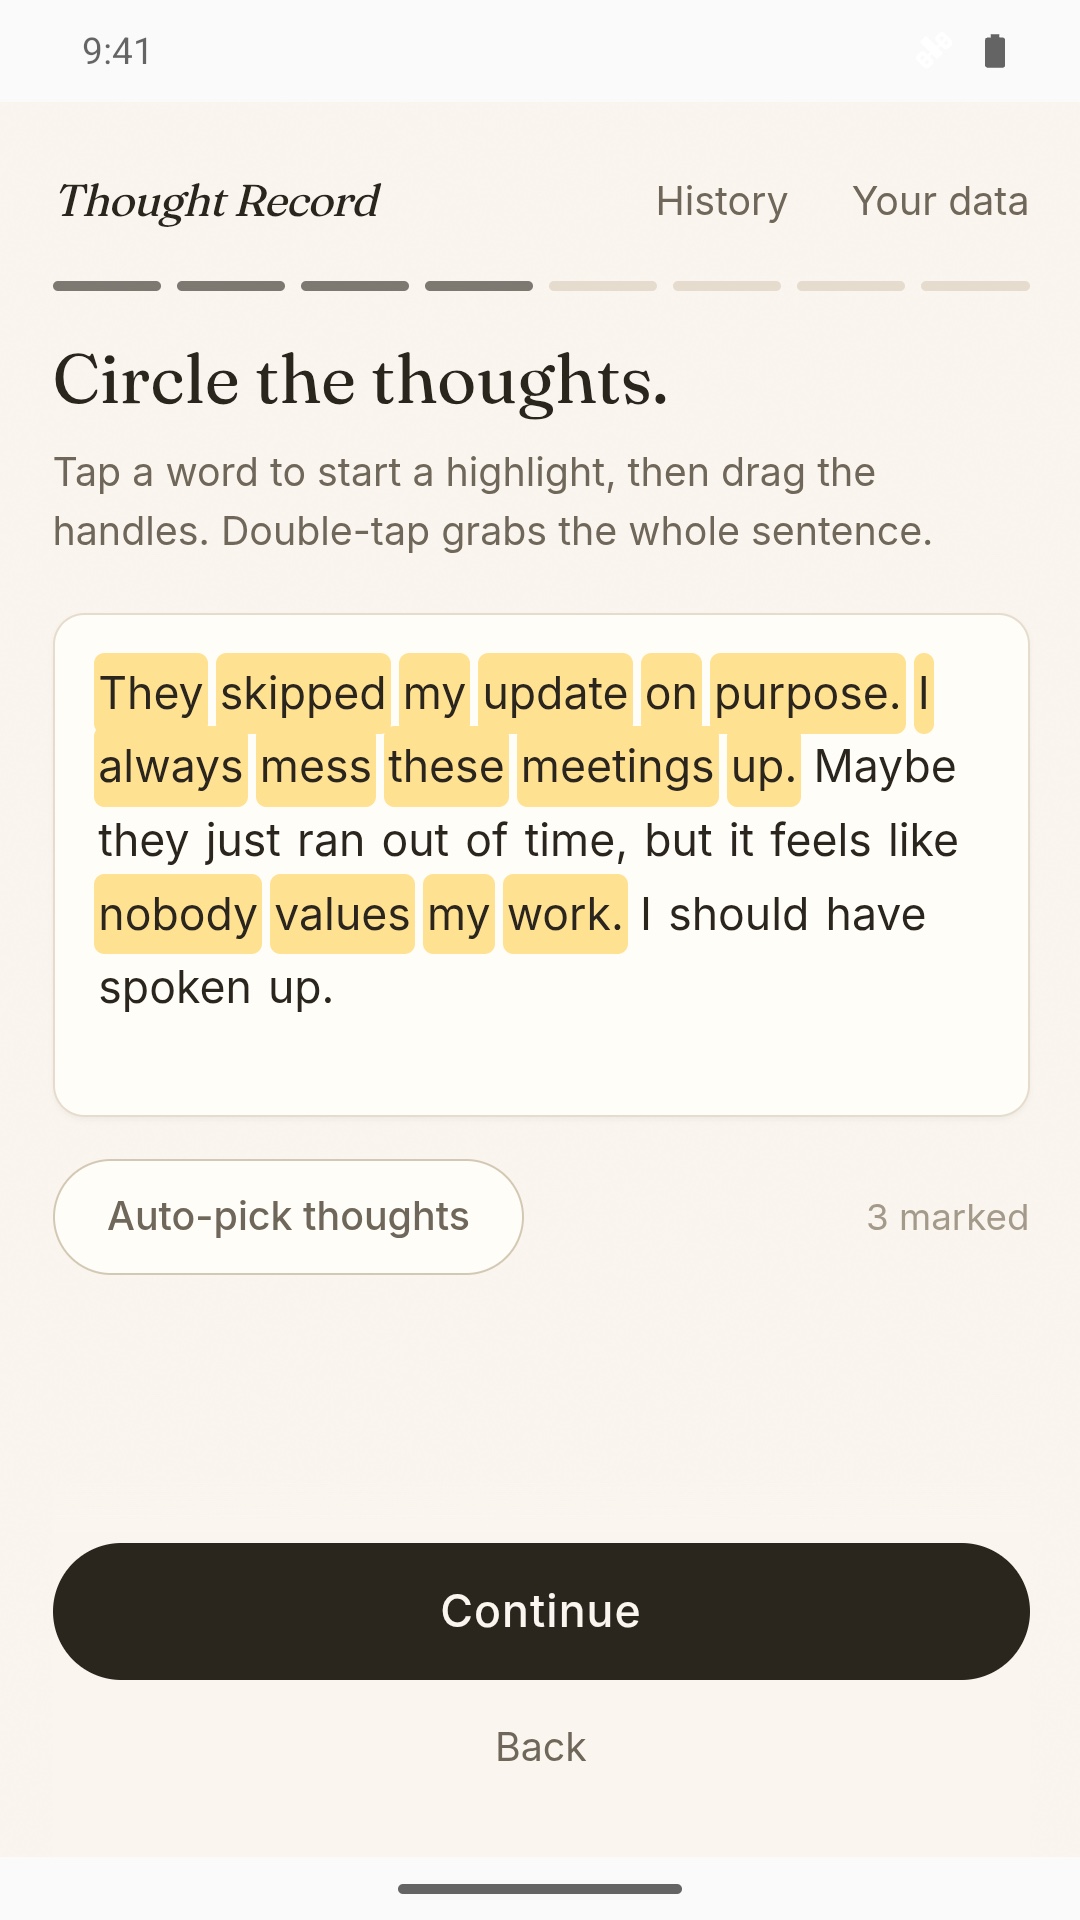 9:41
Thought Record
History
Your data
Circle the thoughts.
Tap a word to start a highlight, then drag the
handles. Double-tap grabs the whole sentence.
They skipped my update on purpose. I
always mess these meetings up. Maybe
they just ran out of time, but it feels like
nobody values my work. I should have
spoken up.
Auto-pick thoughts
3 marked
Continue
Back